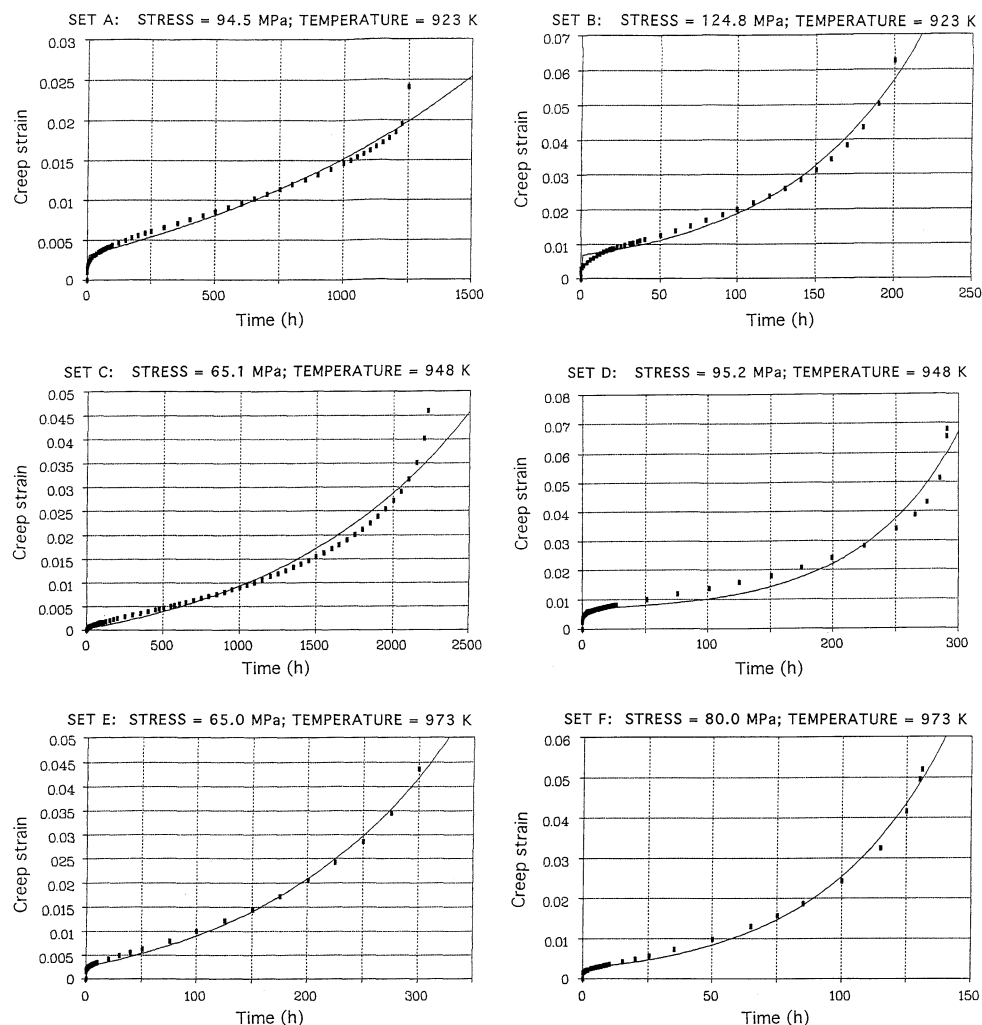 SET A: STRESS = 94.5 MPa; TEMPERATURE = 923 K
0.03
0.025
0.02
0.015
0.01
0.005
0
Creep strain
0 500 1000 1500
Time (h)
SET B: STRESS = 124.8 MPa; TEMPERATURE = 923 K
0.07
0.06
0.05
0.04
0.03
0.02
0.01
0
Creep strain
0 50 100 150 200 250
Time (h)
SET C: STRESS = 65.1 MPa; TEMPERATURE = 948 K
0.05
0.045
0.04
0.035
0.03
0.025
0.02
0.015
0.01
0.005
0
Creep strain
0 500 1000 1500 2000 2500
Time (h)
SET D: STRESS = 95.2 MPa; TEMPERATURE = 948 K
0.08
0.07
0.06
0.05
0.04
0.03
0.02
0.01
0
Creep strain
0 100 200 300
Time (h)
SET E: STRESS = 65.0 MPa; TEMPERATURE = 973 K
0.05
0.045
0.04
0.035
0.03
0.025
0.02
0.015
0.01
0.005
0
Creep strain
0 100 200 300
Time (h)
SET F: STRESS = 80.0 MPa; TEMPERATURE = 973 K
0.06
0.05
0.04
0.03
0.02
0.01
0
Creep strain
0 50 100 150
Time (h)